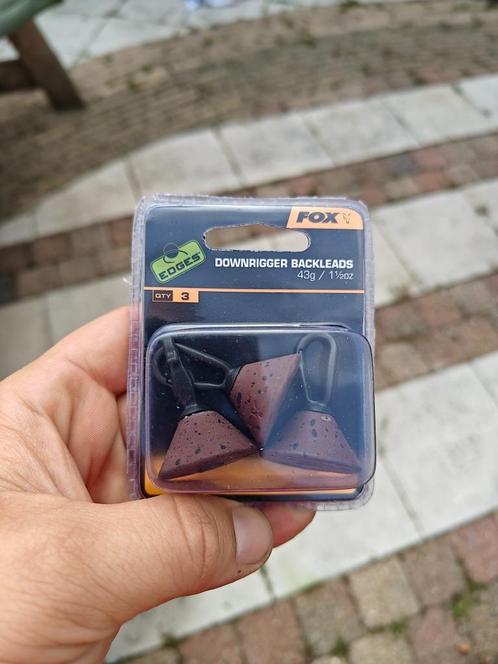 FOX
EDGES
DOWNRIGGER BACKLEADS
43g / 1½oz
QTY 3